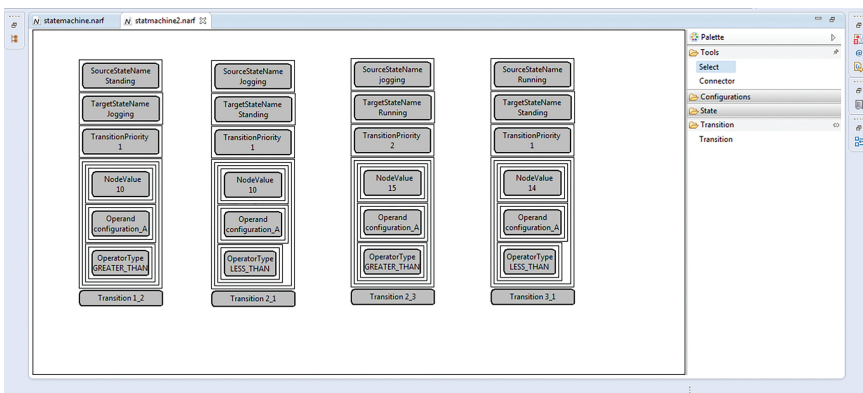 statemachine.narf
statmachine2.narf
Palette
Tools
Select
Connector
Configurations
State
Transition
Transition
SourceStateName
Standing
TargetStateName
Jogging
TransitionPriority
1
NodeValue
10
Operand
configuration_A
OperatorType
GREATER_THAN
Transition 1_2
SourceStateName
Jogging
TargetStateName
Standing
TransitionPriority
1
NodeValue
10
Operand
configuration_A
OperatorType
LESS_THAN
Transition 2_1
SourceStateName
jogging
TargetStateName
Running
TransitionPriority
2
NodeValue
15
Operand
configuration_A
OperatorType
GREATER_THAN
Transition 2_3
SourceStateName
Running
TargetStateName
Standing
TransitionPriority
1
NodeValue
14
Operand
configuration_A
OperatorType
LESS_THAN
Transition 3_1